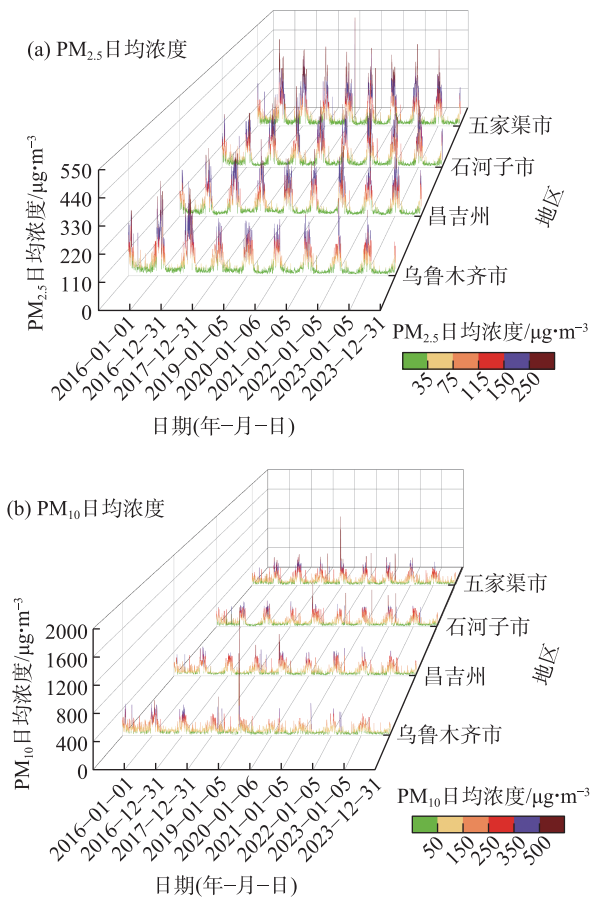 (a) PM2.5日均浓度
五家渠市
石河子市
昌吉州
乌鲁木齐市
地区
PM2.5日均浓度/μg·m−3
550
440
330
220
110
0
2016−01−01
2016−12−31
2017−12−31
2019−01−05
2020−01−06
2021−01−05
2022−01−05
2023−01−05
2023−12−31
日期(年−月−日)
PM2.5日均浓度/μg·m−3
35
75
115
150
250
(b) PM10日均浓度
五家渠市
石河子市
昌吉州
乌鲁木齐市
地区
PM10日均浓度/μg·m−3
2000
1600
1200
800
400
0
2016−01−01
2016−12−31
2017−12−31
2019−01−05
2020−01−06
2021−01−05
2022−01−05
2023−01−05
2023−12−31
日期(年−月−日)
PM10日均浓度/μg·m−3
50
150
250
350
500